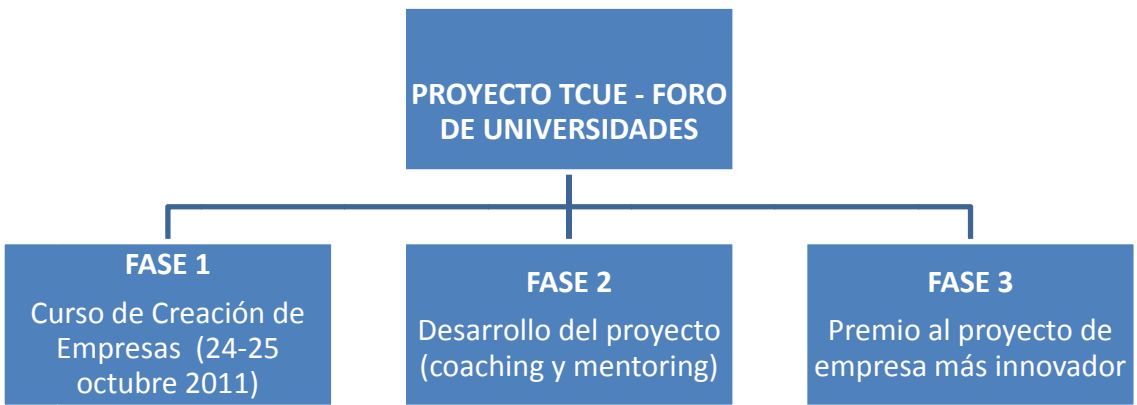 PROYECTO TCUE - FORO
DE UNIVERSIDADES
FASE 1
Curso de Creación de
Empresas (24-25
octubre 2011)
FASE 2
Desarrollo del proyecto
(coaching y mentoring)
FASE 3
Premio al proyecto de
empresa más innovador